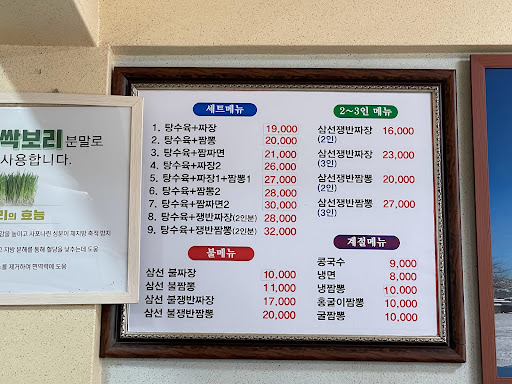 싹보리 분말로
사용합니다.
리의 효능
세트메뉴
1. 탕수육+짜장 19,000
2. 탕수육+짬뽕 20,000
3. 탕수육+짬짜면 21,000
4. 탕수육+짜장2 26,000
5. 탕수육+짜장1+짬뽕1 27,000
6. 탕수육+짬뽕2 28,000
7. 탕수육+짬짜면2 30,000
8. 탕수육+쟁반짜장(2인분) 28,000
9. 탕수육+쟁반짬뽕(2인분) 32,000
불메뉴
삼선 불짜장 10,000
삼선 불짬뽕 11,000
삼선 불쟁반짜장 17,000
삼선 불쟁반짬뽕 20,000
2~3인 메뉴
삼선쟁반짜장 16,000
(2인)
삼선쟁반짜장 23,000
(3인)
삼선쟁반짬뽕 20,000
(2인)
삼선쟁반짬뽕 27,000
(3인)
계절메뉴
콩국수 9,000
냉면 8,000
냉짬뽕 10,000
홍굴이짬뽕 10,000
굴짬뽕 10,000